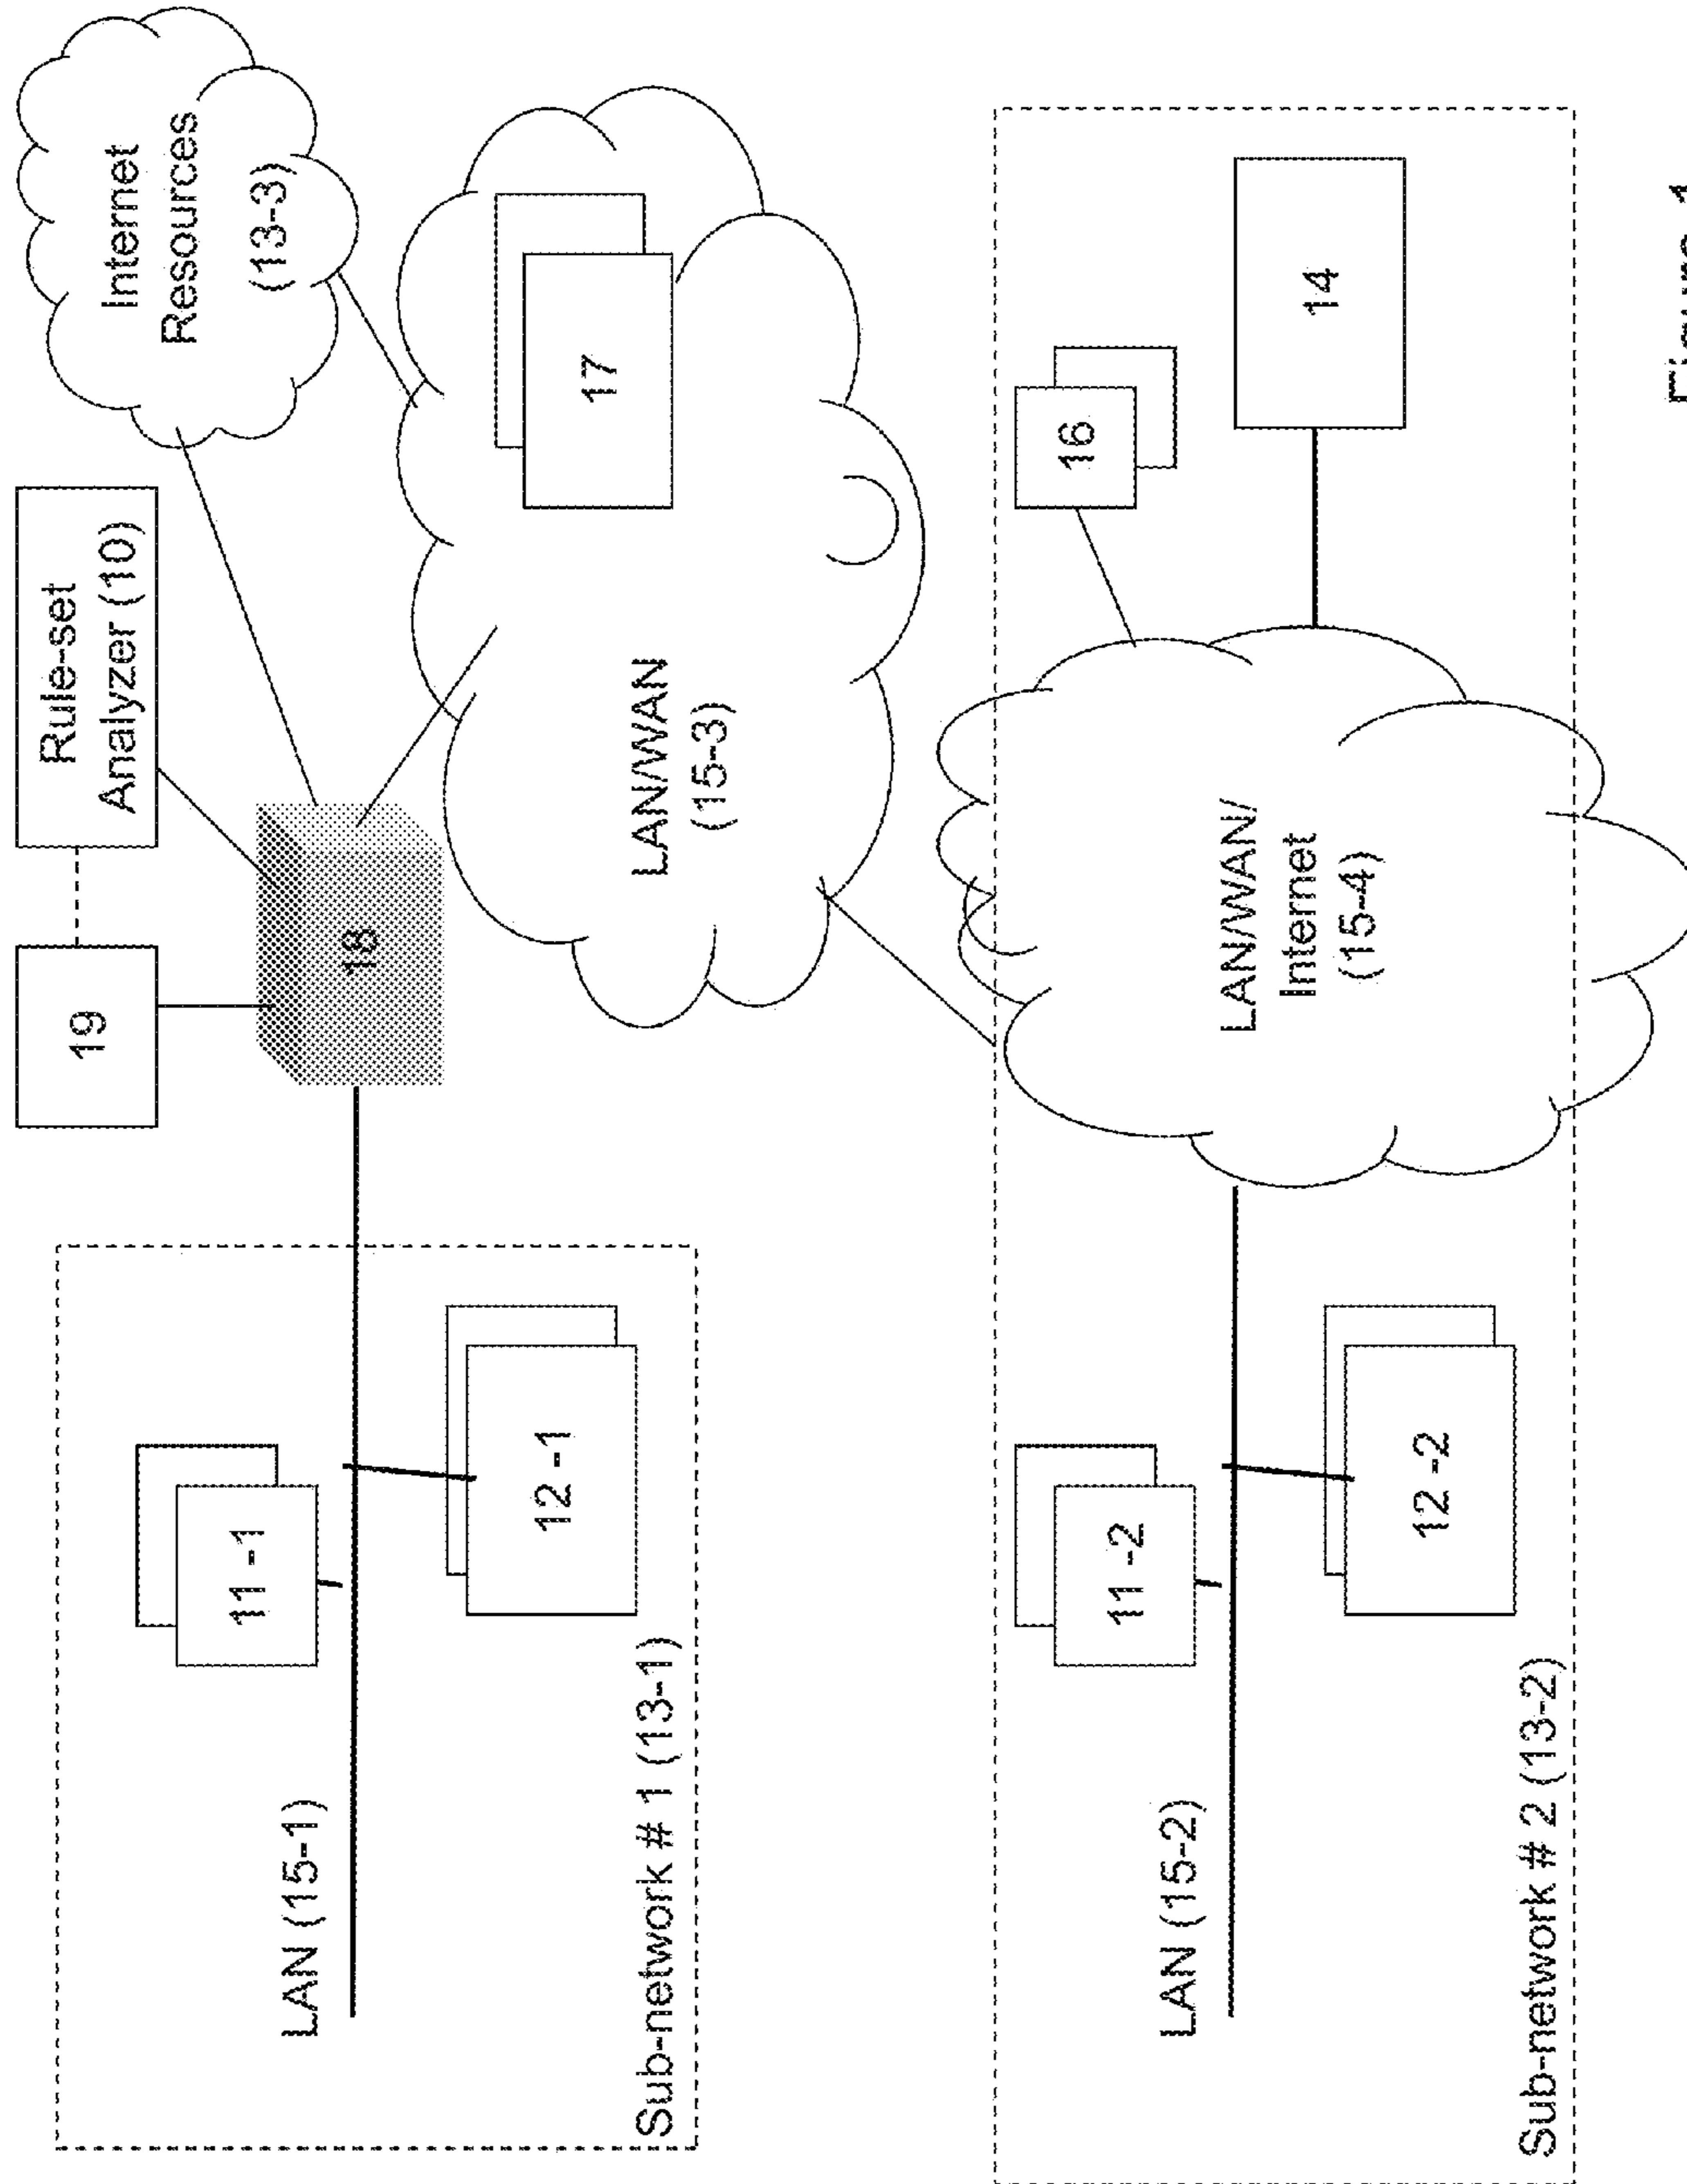 19
Rule-set
Analyzer (10)
Internet
Resources
(13-3)
18
17
LAN/WAN
(15-3)
11 -1
12 -1
LAN (15-1)
Sub-network # 1 (13-1)
16
14
LAN/WAN/
Internet
(15-4)
11 -2
12 -2
LAN (15-2)
Sub-network # 2 (13-2)
Figure 1